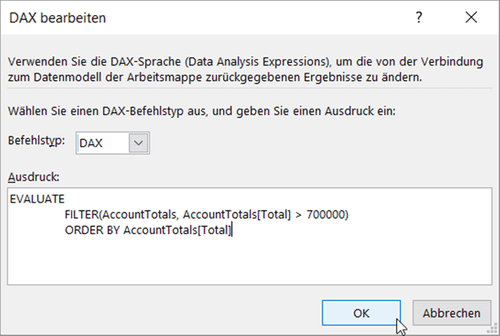 DAX bearbeiten
Verwenden Sie die DAX-Sprache (Data Analysis Expressions), um die von der Verbindung
zum Datenmodell der Arbeitsmappe zurückgegebenen Ergebnisse zu ändern.
Wählen Sie einen DAX-Befehlstyp aus, und geben Sie einen Ausdruck ein:
Befehlstyp: DAX
Ausdruck:
EVALUATE
FILTER(AccountTotals, AccountTotals[Total] > 700000)
ORDER BY AccountTotals[Total]
OK Abbrechen